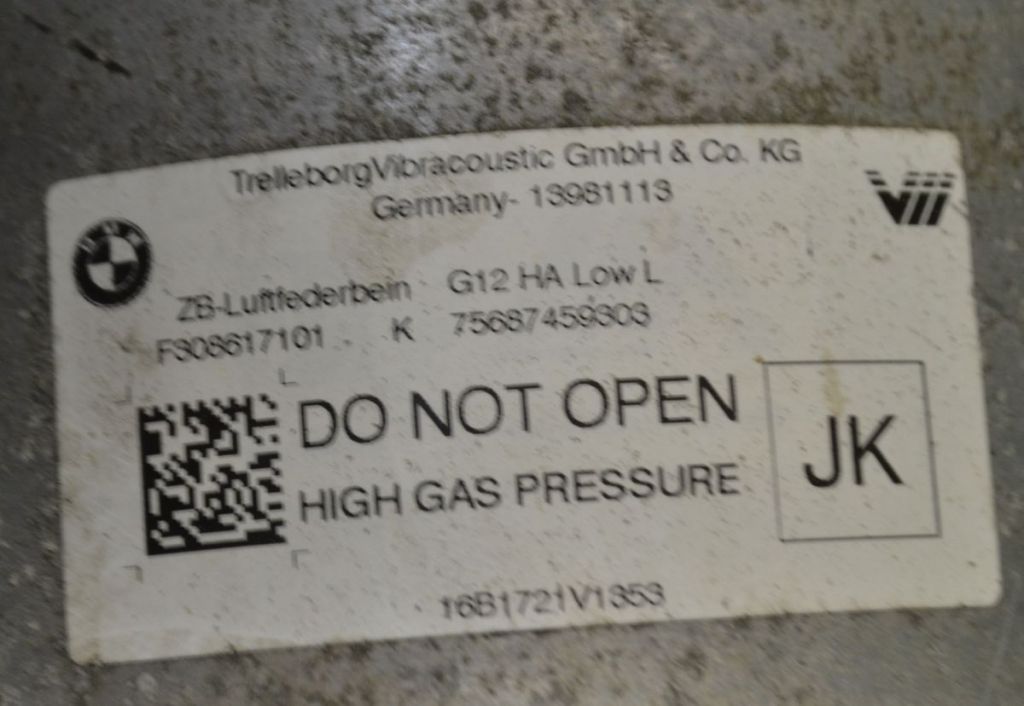 TrelleborgVibracoustic GmbH & Co. KG
Germany- 13981113
BMW
ZB-Luftfederbein G12 HA Low L
F308617101 K 75687459303
DO NOT OPEN
HIGH GAS PRESSURE
JK
16B1721V1353